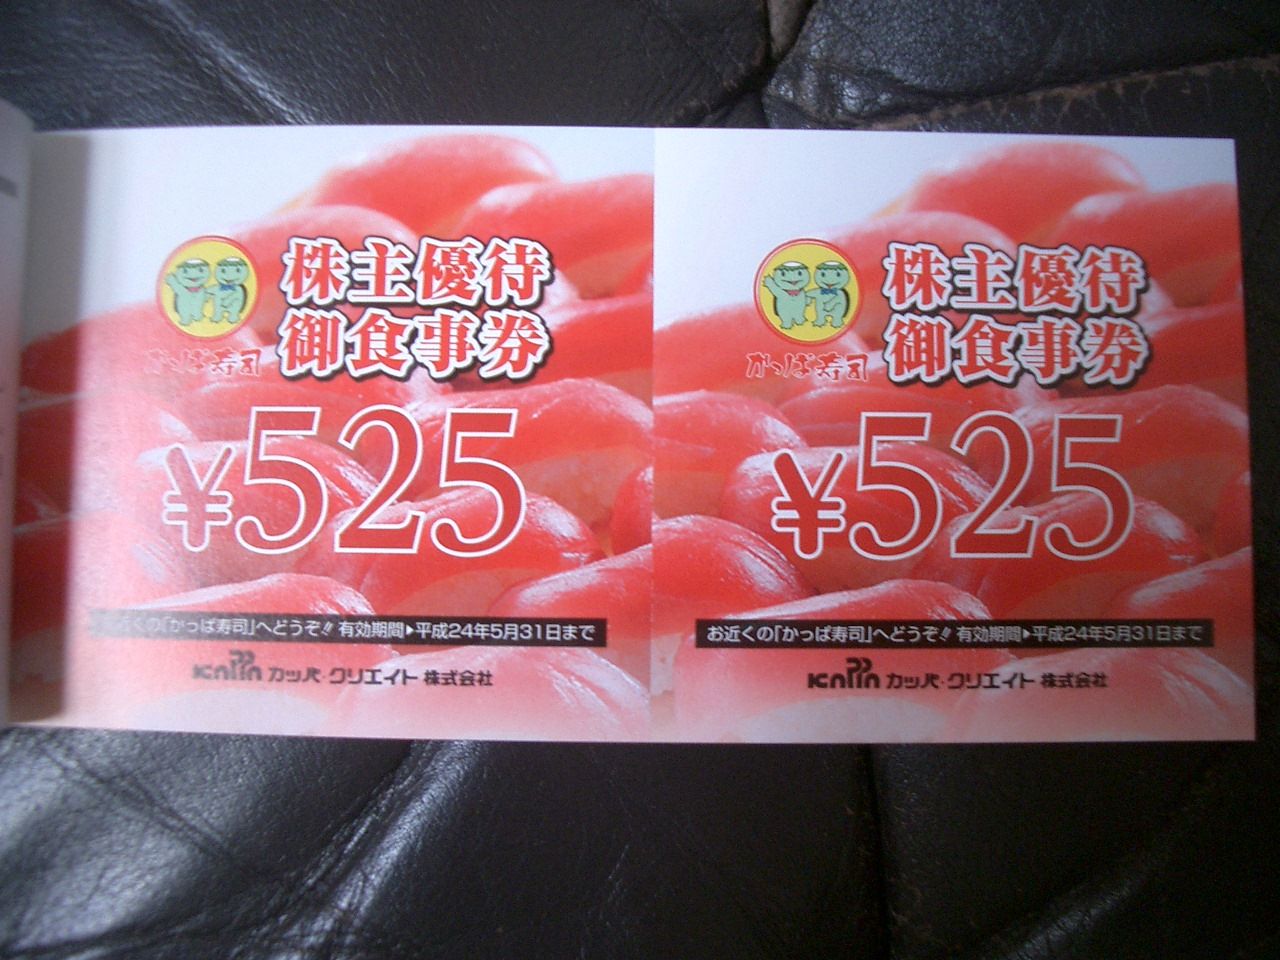 株主優待
御食事券
かっぱ寿司
¥525
お近くの「かっぱ寿司」へどうぞ!! 有効期間▶平成24年5月31日まで
KAPPA カッパ・クリエイト 株式会社
株主優待
御食事券
かっぱ寿司
¥525
お近くの「かっぱ寿司」へどうぞ!! 有効期間▶平成24年5月31日まで
KAPPA カッパ・クリエイト 株式会社